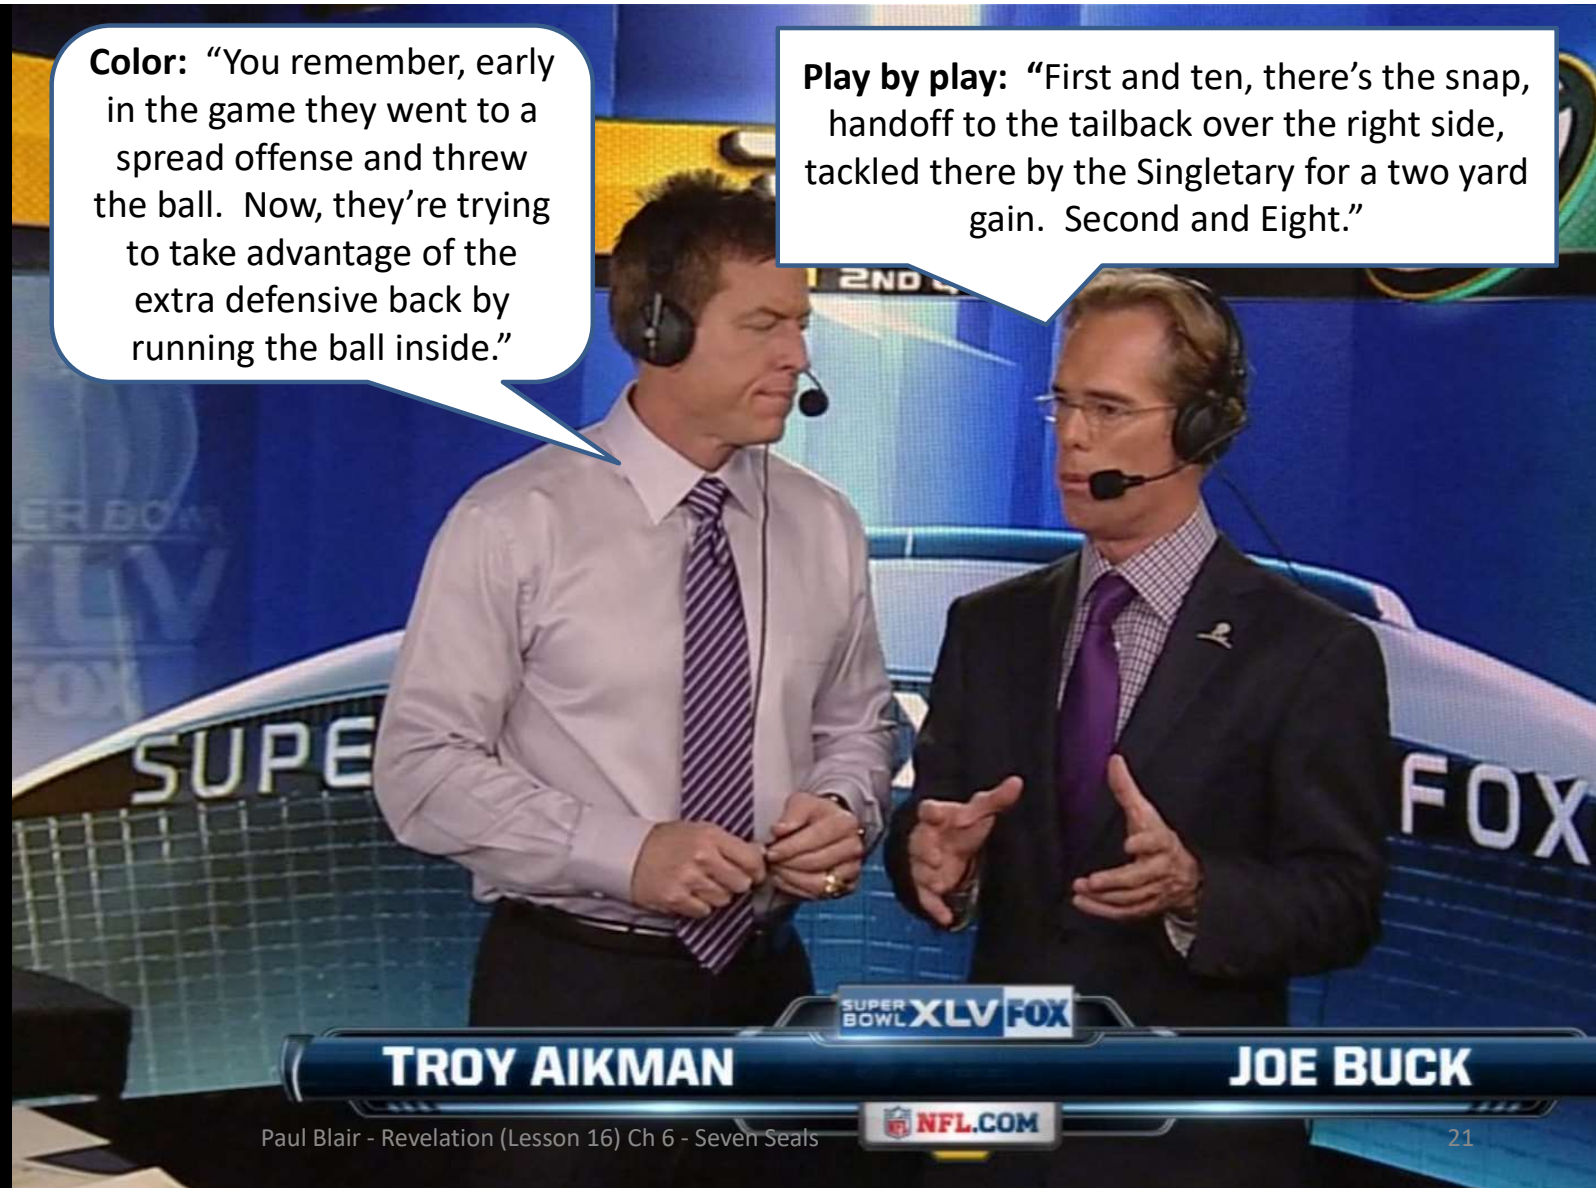 Color: “You remember, early
in the game they went to a
spread offense and threw
the ball. Now, they’re trying
to take advantage of the
extra defensive back by
running the ball inside.”
Play by play: “First and ten, there’s the snap,
handoff to the tailback over the right side,
tackled there by the Singletary for a two yard
gain. Second and Eight.”
2ND
XLV
FOX
SUPE
FOX
SUPER
BOWL XLV FOX
TROY AIKMAN
JOE BUCK
NFL.COM
Paul Blair - Revelation (Lesson 16) Ch 6 - Seven Seals
21